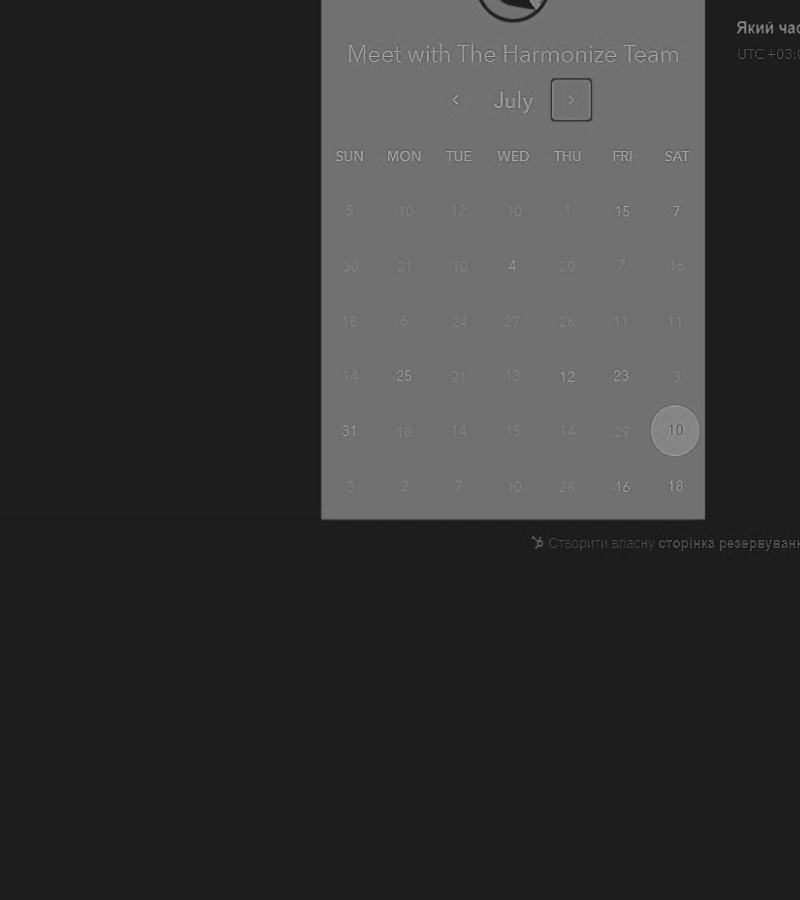 Який час
UTC +03:0
Meet with The Harmonize Team
July
SUN MON TUE WED THU FRI SAT
5 10 12 10 1 15 7
30 21 10 4 20 7 16
18 6 24 27 26 11 11
14 25 21 13 12 23 3
31 18 14 15 14 29 10
3 2 7 10 28 16 18
Створити власну сторінка резервуванн